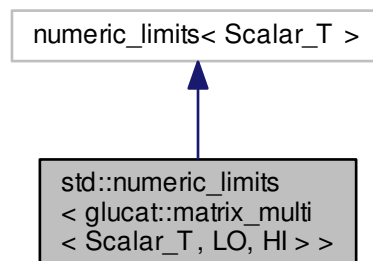 numeric_limits< Scalar_T >
std::numeric_limits
< glucat::matrix_multi
< Scalar_T, LO, HI > >